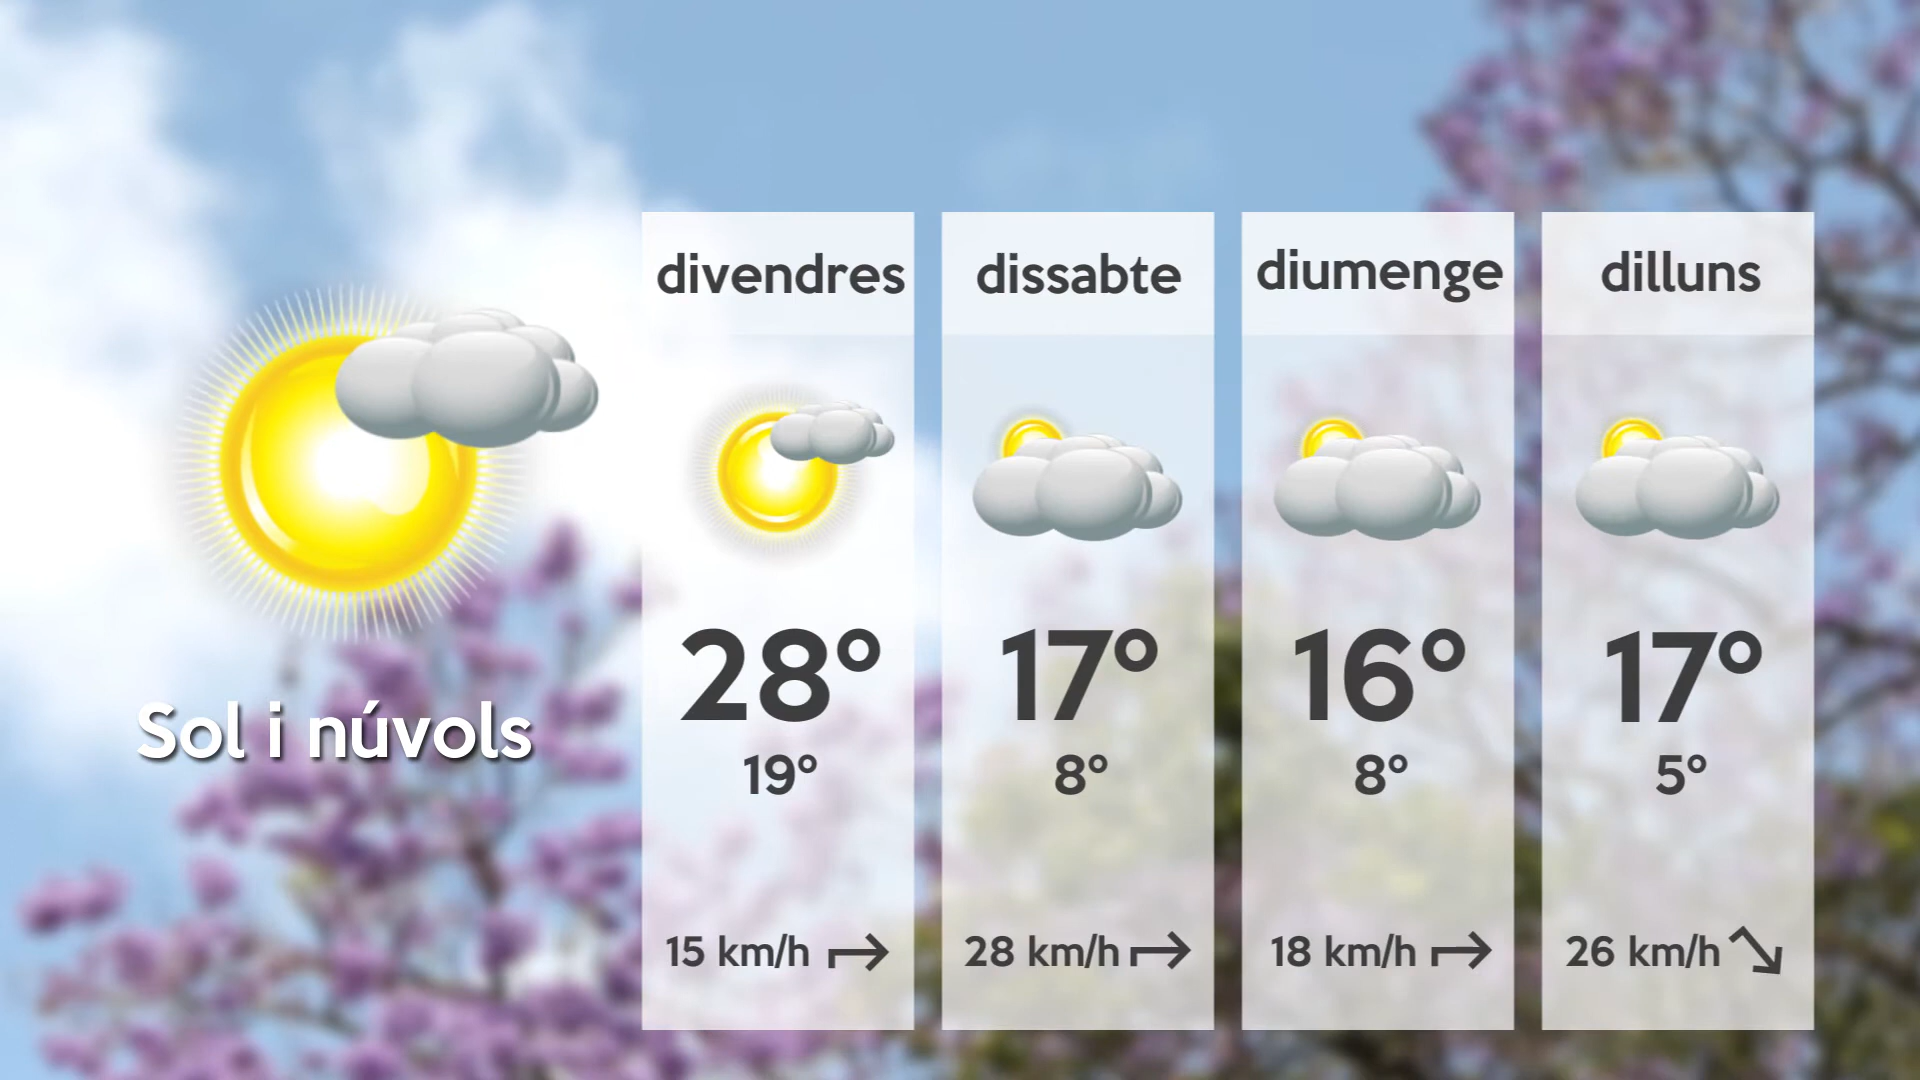 Sol i núvols
divendres
28°
19°
15 km/h
dissabte
17°
8°
28 km/h
diumenge
16°
8°
18 km/h
dilluns
17°
5°
26 km/h